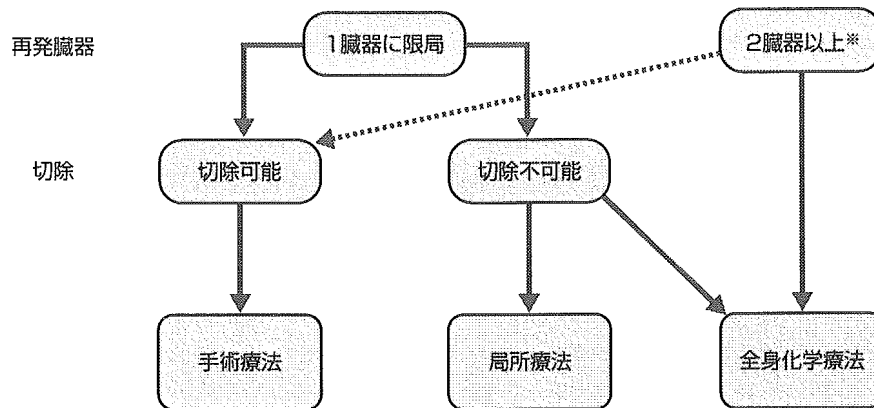 再発臓器
1臓器に限局
2臓器以上※
切除
切除可能
切除不可能
手術療法
局所療法
全身化学療法